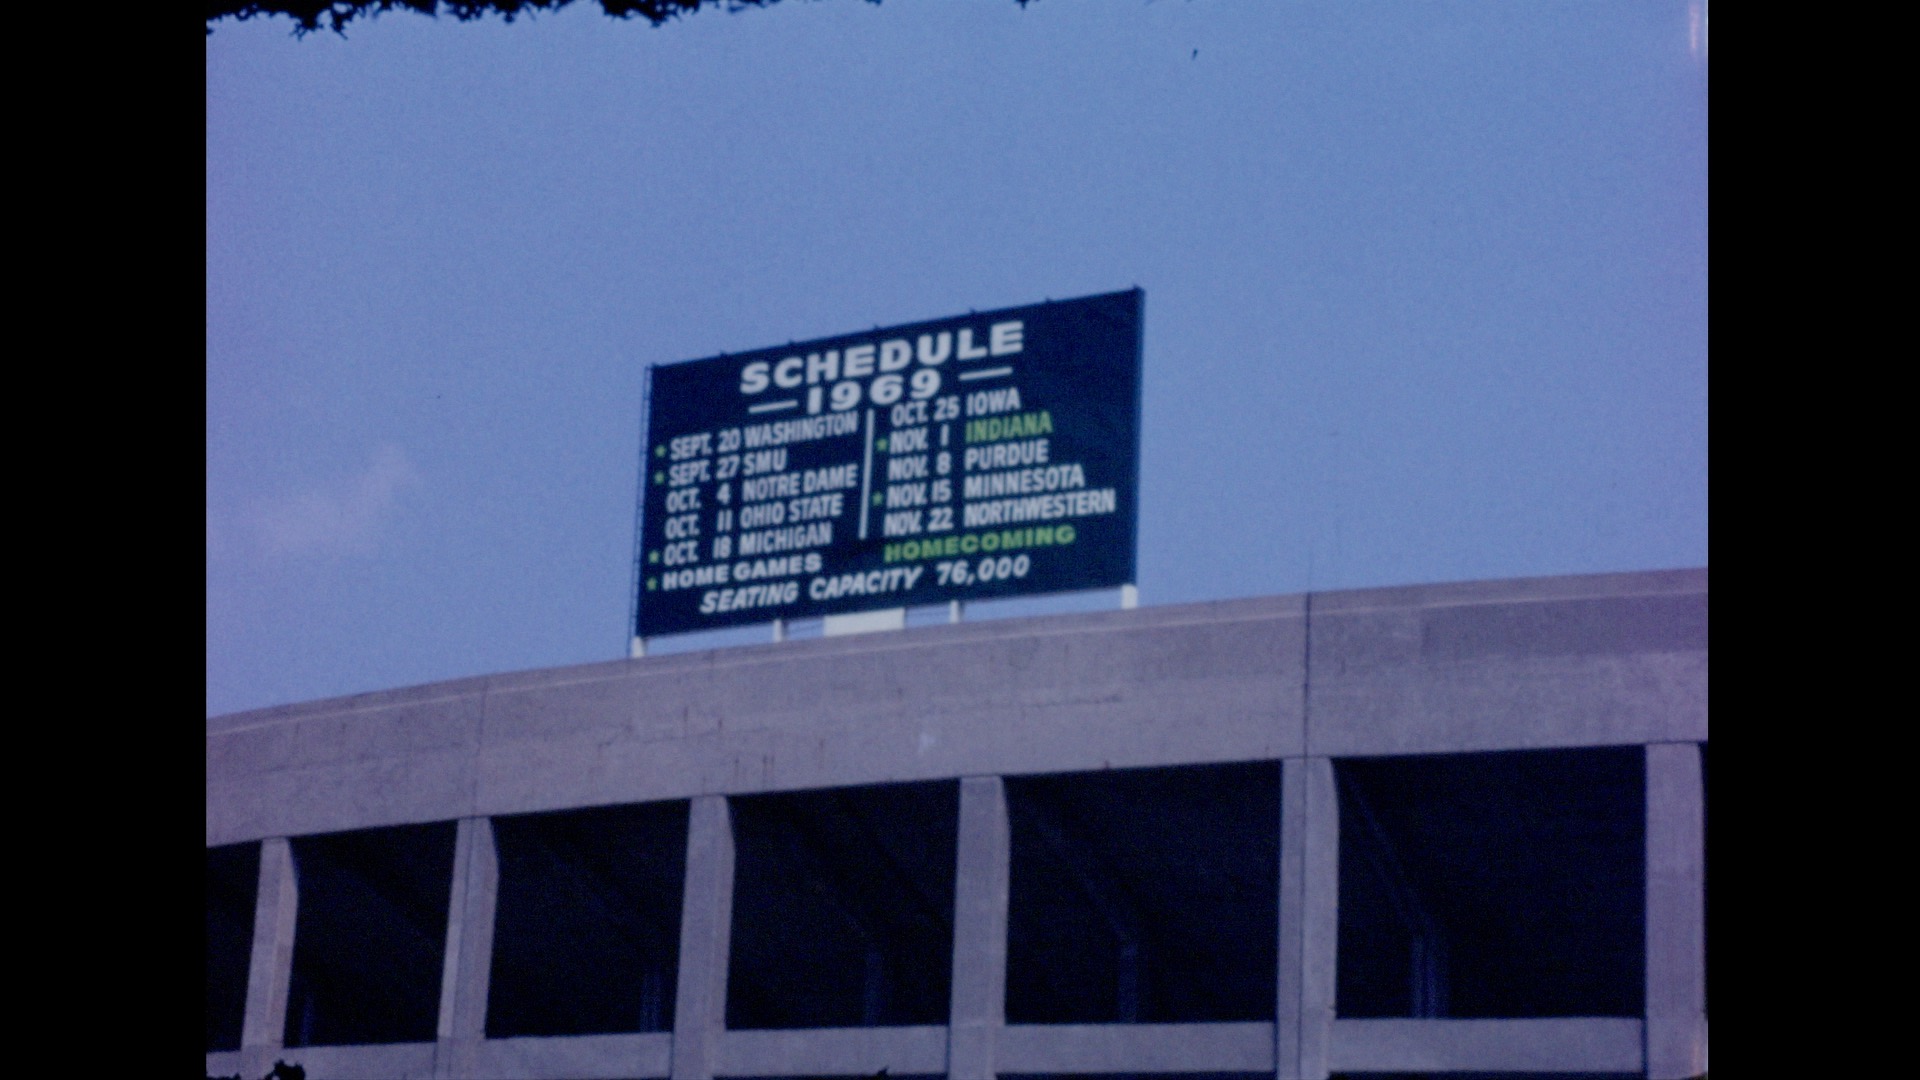 SCHEDULE
— 1969 —
* SEPT. 20 WASHINGTON
* SEPT. 27 SMU
OCT. 4 NOTRE DAME
OCT. 11 OHIO STATE
* OCT. 18 MICHIGAN
OCT. 25 IOWA
* NOV. 1 INDIANA
NOV. 8 PURDUE
* NOV. 15 MINNESOTA
NOV. 22 NORTHWESTERN
* HOME GAMES
HOMECOMING
SEATING CAPACITY 76,000